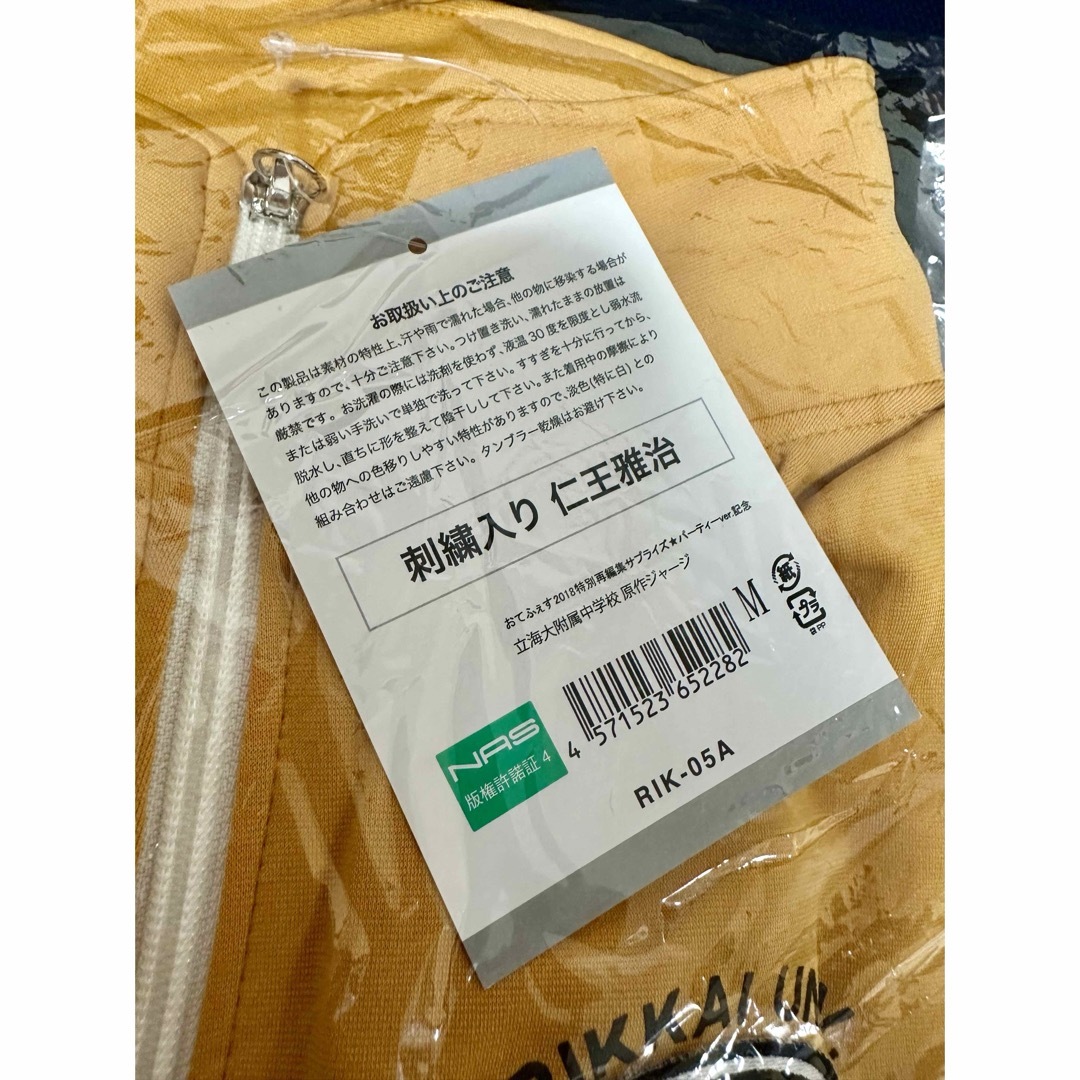 お取扱い上のご注意
この製品は素材の特性上、汗や雨で濡れた場合、他の物に移染する場合が
ありますので、十分ご注意下さい。つけ置き洗い、濡れたままの放置は
厳禁です。お洗濯の際には洗剤を使わず、液温30度を限度とし弱水流
または弱い手洗いで単独で洗って下さい。すすぎを十分に行ってから、
脱水し、直ちに形を整えて陰干しして下さい。また着用中の摩擦により
他の物への色移りしやすい特性がありますので、淡色(特に白)との
組み合わせはご遠慮下さい。タンブラー乾燥はお避け下さい。
刺繍入り 仁王雅治
おてふぇす2018特別再編集サプライズ★パーティーver.記念
立海大附属中学校 原作ジャージ
M
紙
プラ
袋PP
4 571523 652282
NAS
版権許諾証 4
RIK-05A
RIKKAI UNI